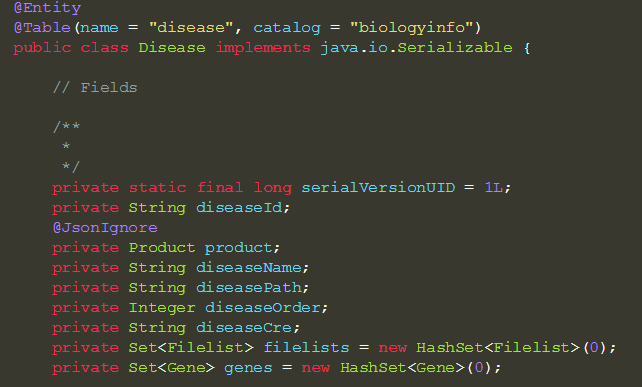 @Entity
@Table(name = "disease", catalog = "biologyinfo")
public class Disease implements java.io.Serializable {
// Fields
/**
*
*/
private static final long serialVersionUID = 1L;
private String diseaseId;
@JsonIgnore
private Product product;
private String diseaseName;
private String diseasePath;
private Integer diseaseOrder;
private String diseaseCre;
private Set<Filelist> filelists = new HashSet<Filelist>(0);
private Set<Gene> genes = new HashSet<Gene>(0);